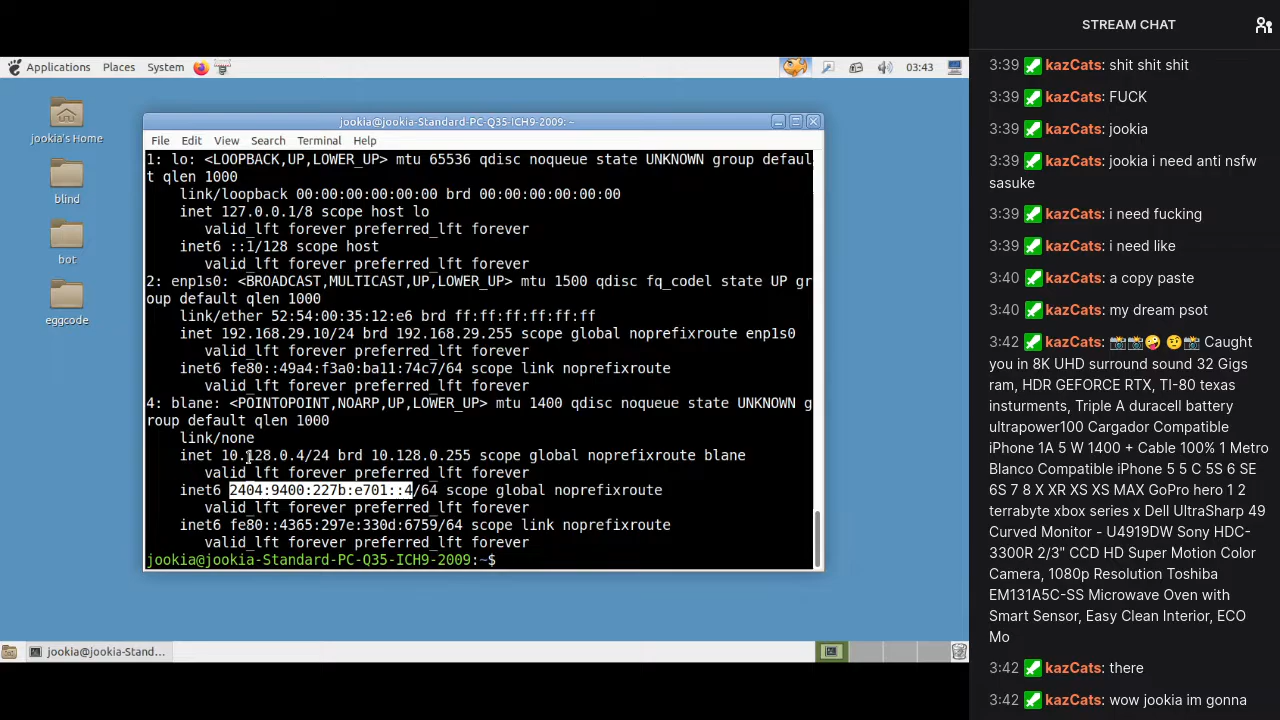 Applications Places System 03:43
jookia's Home
blind
bot
eggcode
jookia@jookia-Standard-PC-Q35-ICH9-2009: ~
File Edit View Search Terminal Help
1: lo: <LOOPBACK,UP,LOWER_UP> mtu 65536 qdisc noqueue state UNKNOWN group defaul
t qlen 1000
link/loopback 00:00:00:00:00:00 brd 00:00:00:00:00:00
inet 127.0.0.1/8 scope host lo
valid_lft forever preferred_lft forever
inet6 ::1/128 scope host
valid_lft forever preferred_lft forever
2: enp1s0: <BROADCAST,MULTICAST,UP,LOWER_UP> mtu 1500 qdisc fq_codel state UP gr
oup default qlen 1000
link/ether 52:54:00:35:12:e6 brd ff:ff:ff:ff:ff:ff
inet 192.168.29.10/24 brd 192.168.29.255 scope global noprefixroute enp1s0
valid_lft forever preferred_lft forever
inet6 fe80::49a4:f3a0:ba11:74c7/64 scope link noprefixroute
valid_lft forever preferred_lft forever
4: blane: <POINTOPOINT,NOARP,UP,LOWER_UP> mtu 1400 qdisc noqueue state UNKNOWN g
roup default qlen 1000
link/none
inet 10.128.0.4/24 brd 10.128.0.255 scope global noprefixroute blane
valid_lft forever preferred_lft forever
inet6 2404:9400:227b:e701::4/64 scope global noprefixroute
valid_lft forever preferred_lft forever
inet6 fe80::4365:297e:330d:6759/64 scope link noprefixroute
valid_lft forever preferred_lft forever
jookia@jookia-Standard-PC-Q35-ICH9-2009:~$
jookia@jookia-Stand...
STREAM CHAT
3:39 kazCats: shit shit shit
3:39 kazCats: FUCK
3:39 kazCats: jookia
3:39 kazCats: jookia i need anti nsfw
sasuke
3:39 kazCats: i need fucking
3:39 kazCats: i need like
3:40 kazCats: a copy paste
3:40 kazCats: my dream psot
3:42 kazCats: 📸📸🤪 🤨📸 Caught
you in 8K UHD surround sound 32 Gigs
ram, HDR GEFORCE RTX, TI-80 texas
insturments, Triple A duracell battery
ultrapower100 Cargador Compatible
iPhone 1A 5 W 1400 + Cable 100% 1 Metro
Blanco Compatible iPhone 5 5 C 5S 6 SE
6S 7 8 X XR XS XS MAX GoPro hero 1 2
terrabyte xbox series x Dell UltraSharp 49
Curved Monitor - U4919DW Sony HDC-
3300R 2/3" CCD HD Super Motion Color
Camera, 1080p Resolution Toshiba
EM131A5C-SS Microwave Oven with
Smart Sensor, Easy Clean Interior, ECO
Mo
3:42 kazCats: there
3:42 kazCats: wow jookia im gonna